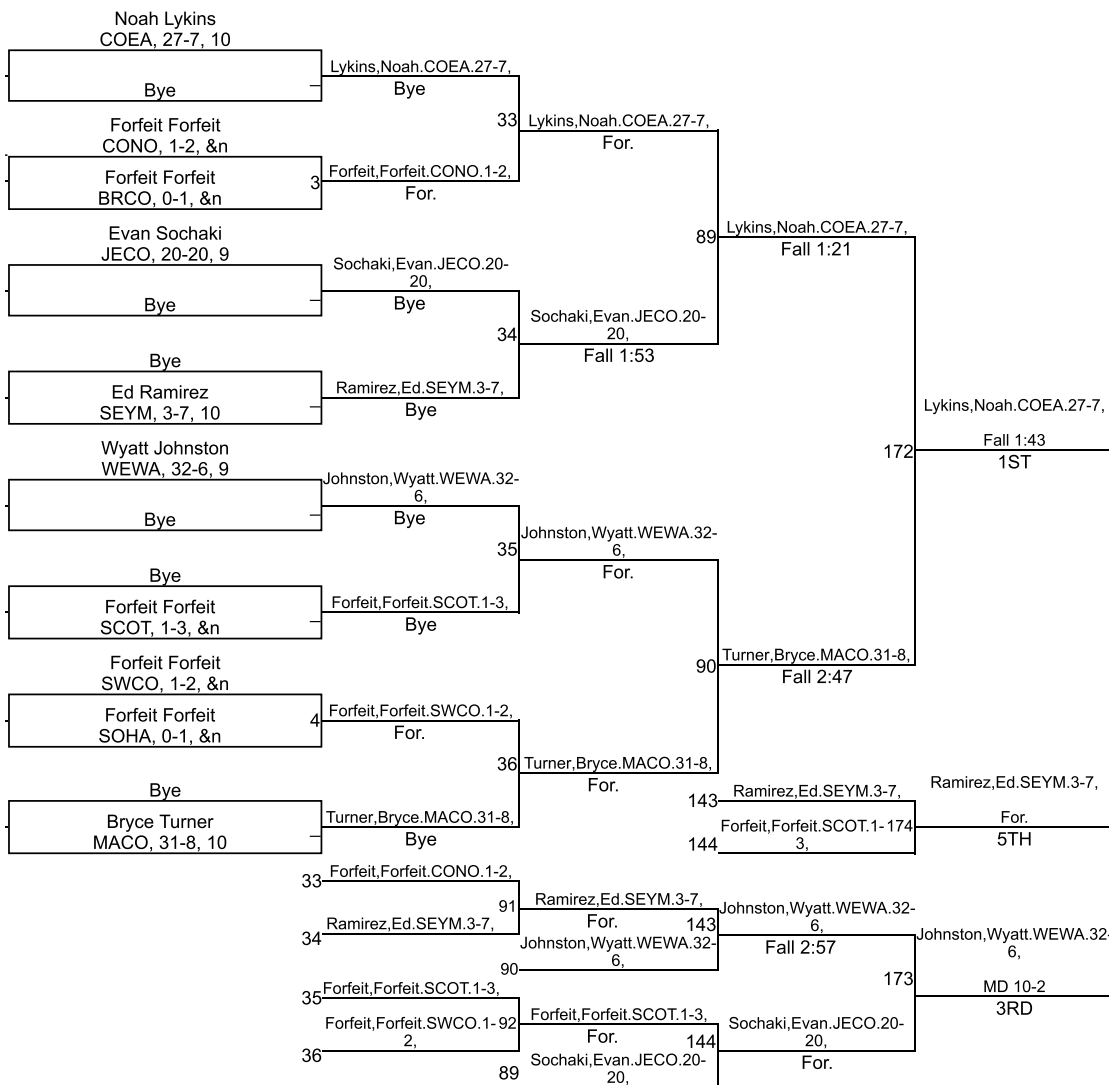 Noah Lykins
COEA, 27-7, 10
Bye
_
Forfeit Forfeit
CONO, 1-2, &n
Forfeit Forfeit
BRCO, 0-1, &n
3
Evan Sochaki
JECO, 20-20, 9
Bye
_
Bye
Ed Ramirez
SEYM, 3-7, 10
_
Wyatt Johnston
WEWA, 32-6, 9
Bye
_
Bye
Forfeit Forfeit
SCOT, 1-3, &n
_
Forfeit Forfeit
SWCO, 1-2, &n
Forfeit Forfeit
SOHA, 0-1, &n
4
Bye
Bryce Turner
MACO, 31-8, 10
_
Lykins,Noah.COEA.27-7,
Bye
33
Forfeit,Forfeit.CONO.1-2,
For.
Sochaki,Evan.JECO.20-
20,
Bye
34
Ramirez,Ed.SEYM.3-7,
Bye
Johnston,Wyatt.WEWA.32-
6,
Bye
35
Forfeit,Forfeit.SCOT.1-3,
Bye
Forfeit,Forfeit.SWCO.1-2,
For.
36
Turner,Bryce.MACO.31-8,
Bye
Lykins,Noah.COEA.27-7,
For.
89
Sochaki,Evan.JECO.20-
20,
Fall 1:53
Johnston,Wyatt.WEWA.32-
6,
For.
90
Turner,Bryce.MACO.31-8,
For.
Lykins,Noah.COEA.27-7,
Fall 1:21
172
Turner,Bryce.MACO.31-8,
Fall 2:47
Lykins,Noah.COEA.27-7,
Fall 1:43
1ST
143
Ramirez,Ed.SEYM.3-7,
144
Forfeit,Forfeit.SCOT.1-
3,
174
Ramirez,Ed.SEYM.3-7,
For.
5TH
33
Forfeit,Forfeit.CONO.1-2,
34
Ramirez,Ed.SEYM.3-7,
91
Ramirez,Ed.SEYM.3-7,
For.
90
Johnston,Wyatt.WEWA.32-
6,
143
Johnston,Wyatt.WEWA.32-
6,
Fall 2:57
35
Forfeit,Forfeit.SCOT.1-3,
36
Forfeit,Forfeit.SWCO.1-
2,
92
Forfeit,Forfeit.SCOT.1-3,
For.
89
Sochaki,Evan.JECO.20-
20,
144
Sochaki,Evan.JECO.20-
20,
For.
173
Johnston,Wyatt.WEWA.32-
6,
MD 10-2
3RD